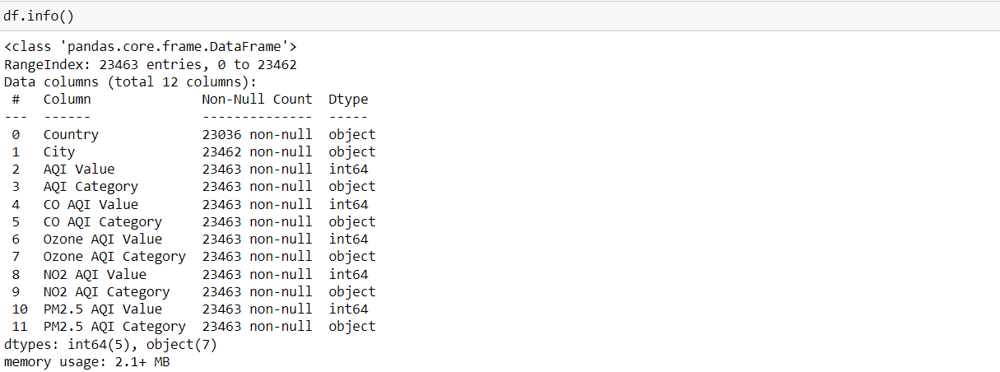 df.info()
<class 'pandas.core.frame.DataFrame'>
RangeIndex: 23463 entries, 0 to 23462
Data columns (total 12 columns):
 #   Column              Non-Null Count  Dtype
---  ------              --------------  -----
 0   Country             23036 non-null  object
 1   City                23462 non-null  object
 2   AQI Value           23463 non-null  int64
 3   AQI Category        23463 non-null  object
 4   CO AQI Value        23463 non-null  int64
 5   CO AQI Category     23463 non-null  object
 6   Ozone AQI Value     23463 non-null  int64
 7   Ozone AQI Category  23463 non-null  object
 8   NO2 AQI Value       23463 non-null  int64
 9   NO2 AQI Category    23463 non-null  object
 10  PM2.5 AQI Value     23463 non-null  int64
 11  PM2.5 AQI Category  23463 non-null  object
dtypes: int64(5), object(7)
memory usage: 2.1+ MB